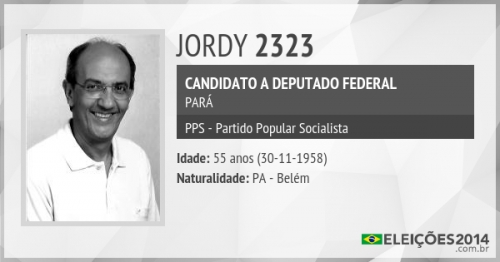 JORDY 2323
CANDIDATO A DEPUTADO FEDERAL
PARÁ
PPS - Partido Popular Socialista
Idade: 55 anos (30-11-1958)
Naturalidade: PA - Belém
ELEIÇÕES2014
.com.br